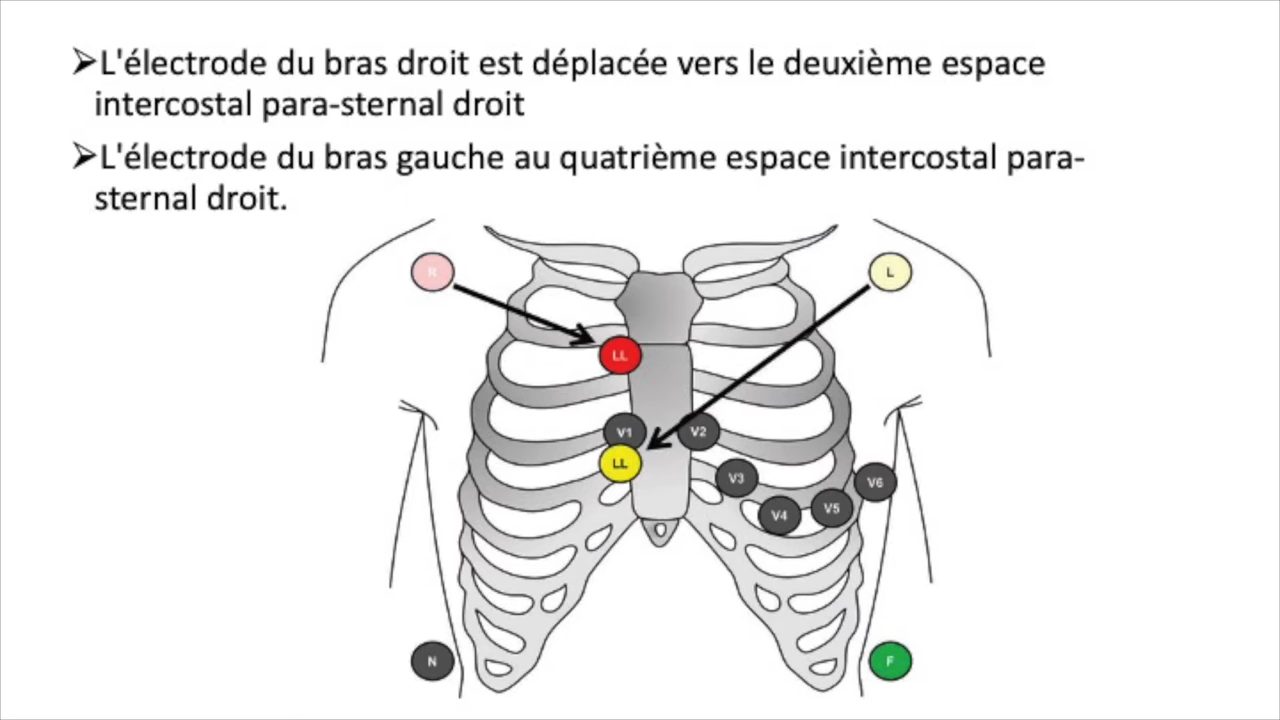 ➢L'électrode du bras droit est déplacée vers le deuxième espace
intercostal para-sternal droit
➢L'électrode du bras gauche au quatrième espace intercostal para-
sternal droit.
R
L
LL
V1
V2
LL
V3
V6
V4
V5
N
F